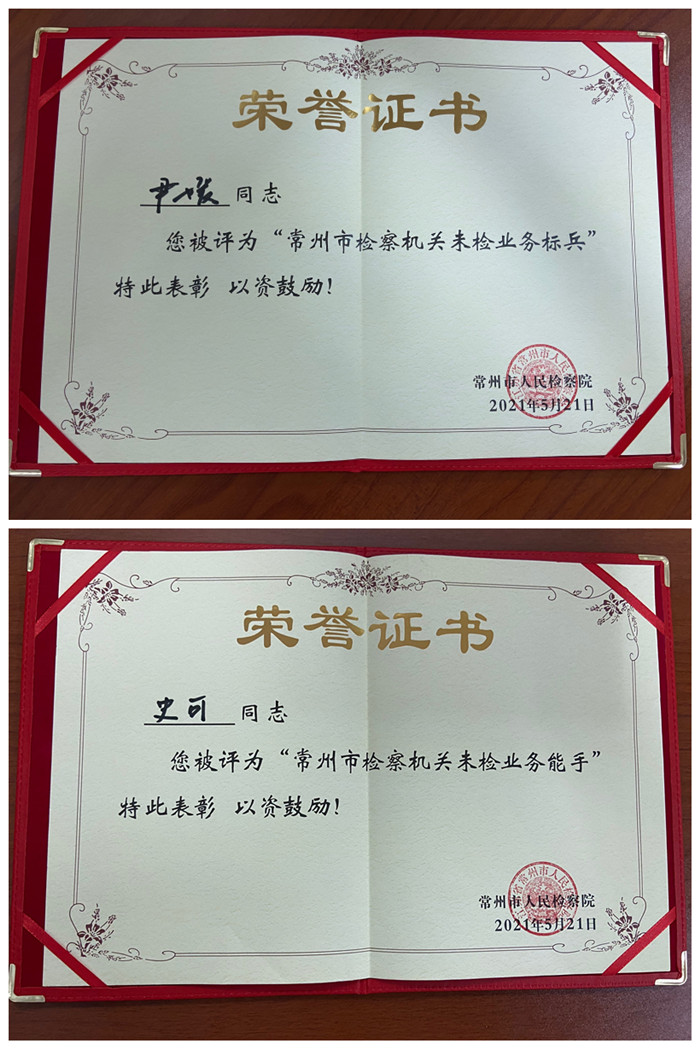 荣誉证书
尹媛 同志
您被评为“常州市检察机关未检业务标兵”
特此表彰 以资鼓励！
常州市人民检察院
2021年5月21日
荣誉证书
史可 同志
您被评为“常州市检察机关未检业务能手”
特此表彰 以资鼓励！
常州市人民检察院
2021年5月21日